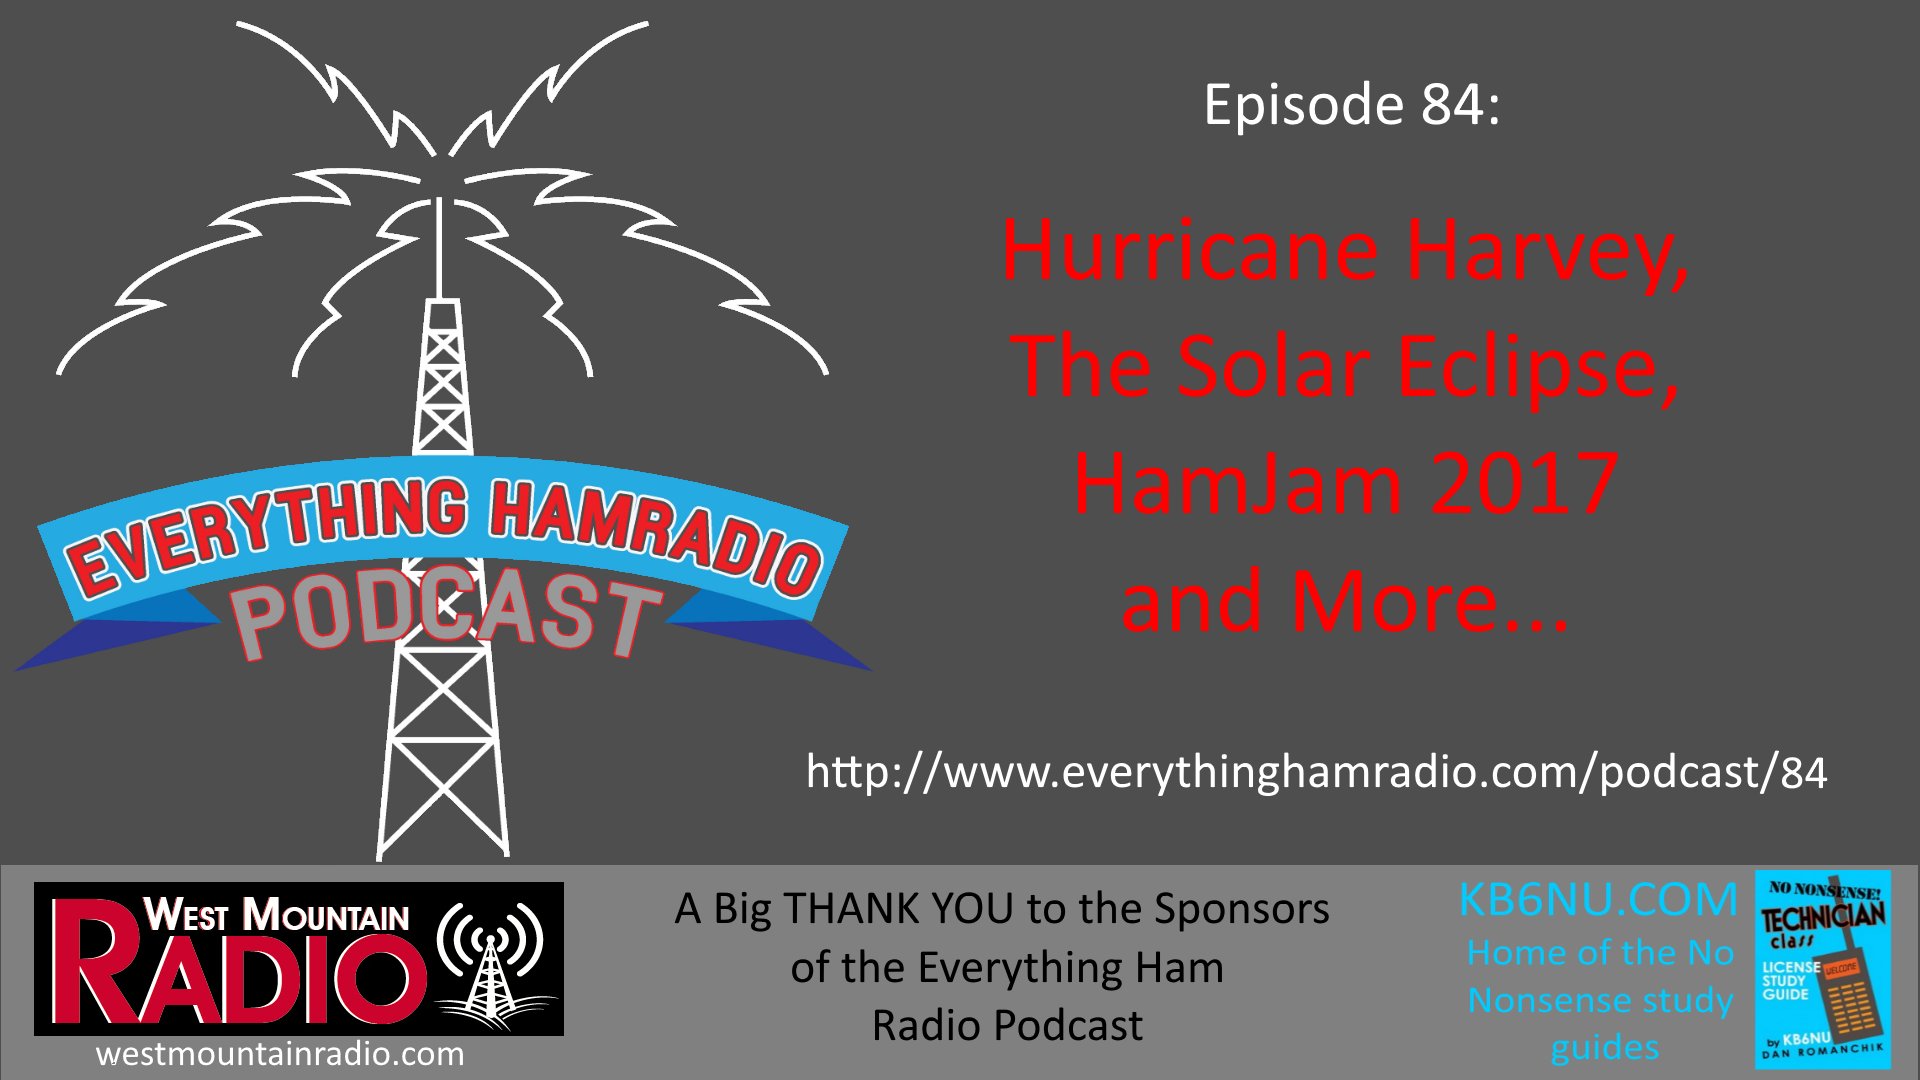 Episode 84:
Hurricane Harvey,
The Solar Eclipse,
HamJam 2017
and More...
EVERYTHING HAMRADIO
PODCAST
http://www.everythinghamradio.com/podcast/84
WEST MOUNTAIN
RADIO
westmountainradio.com
A Big THANK YOU to the Sponsors
of the Everything Ham
Radio Podcast
KB6NU.COM
Home of the No
Nonsense study
guides
NO NONSENSE!
TECHNICIAN
class
LICENSE
STUDY
GUIDE
WELCOME
by KB6NU
DAN ROMANCHIK